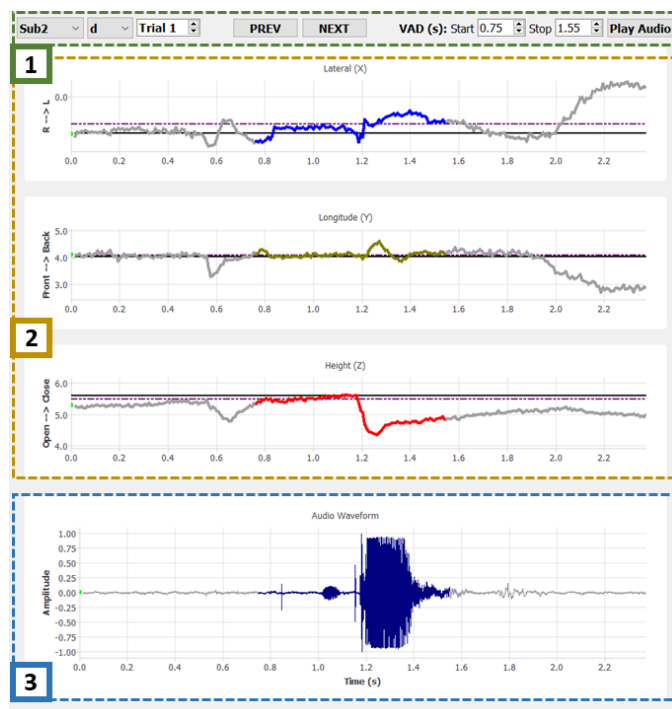 Sub2 d Trial 1 PREV NEXT VAD (s): Start 0.75 Stop 1.55 Play Audio
1
Lateral (X)
0.0
R --> L
0.0 0.2 0.4 0.6 0.8 1.0 1.2 1.4 1.6 1.8 2.0 2.2
Longitude (Y)
5.0
4.0
3.0
Front --> Back
0.0 0.2 0.4 0.6 0.8 1.0 1.2 1.4 1.6 1.8 2.0 2.2
2
Height (Z)
6.0
5.0
4.0
Open --> Close
0.0 0.2 0.4 0.6 0.8 1.0 1.2 1.4 1.6 1.8 2.0 2.2
Audio Waveform
1.00
0.75
0.50
0.25
0.00
-0.25
-0.50
-0.75
-1.00
Amplitude
0.0 0.2 0.4 0.6 0.8 1.0 1.2 1.4 1.6 1.8 2.0 2.2
3
Time (s)